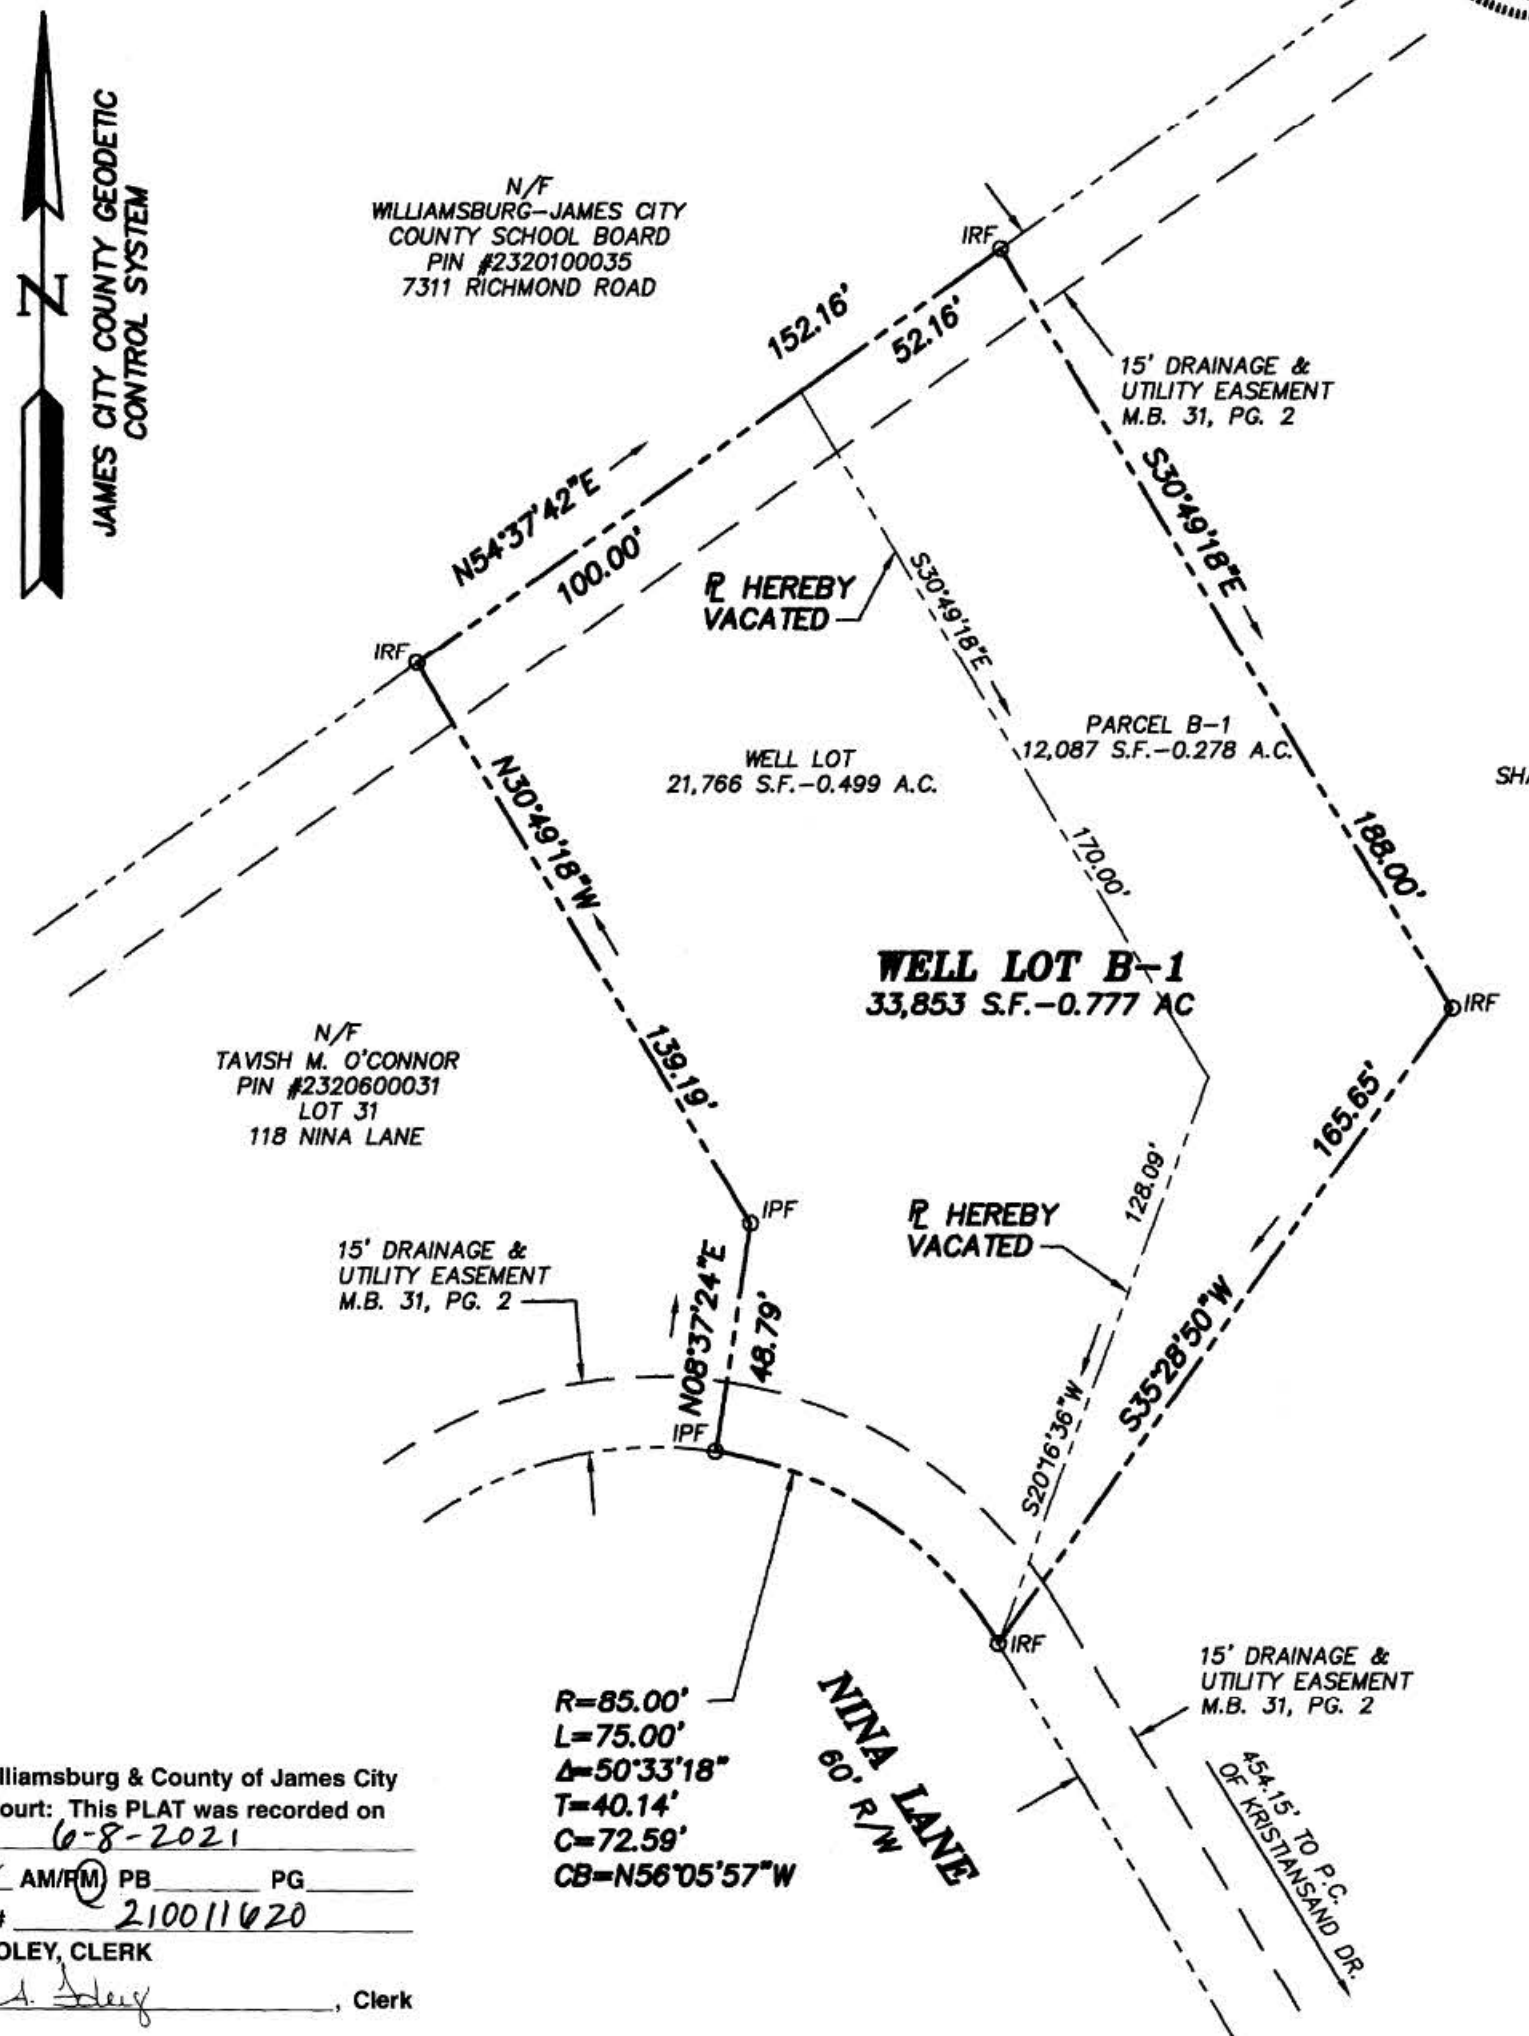 JAMES CITY COUNTY GEODETIC
CONTROL SYSTEM
N
N/F
WILLIAMSBURG-JAMES CITY
COUNTY SCHOOL BOARD
PIN #2320100035
7311 RICHMOND ROAD
IRF
152.16'
52.16'
15' DRAINAGE &
UTILITY EASEMENT
M.B. 31, PG. 2
N54°37'42"E
100.00'
S30°49'18"E
IRF
PL HEREBY
VACATED
S30°49'18"E
PARCEL B-1
12,087 S.F.-0.278 A.C.
WELL LOT
21,766 S.F.-0.499 A.C.
SHA
N30°49'18"W
170.00'
188.00'
WELL LOT B-1
33,853 S.F.-0.777 AC
IRF
N/F
TAVISH M. O'CONNOR
PIN #2320600031
LOT 31
118 NINA LANE
139.19'
165.65'
128.09'
IPF
PL HEREBY
VACATED
15' DRAINAGE &
UTILITY EASEMENT
M.B. 31, PG. 2
N08°37'24"E
48.79'
S35°28'50"W
S20°16'36"W
IPF
IRF
R=85.00'
L=75.00'
Δ=50°33'18"
T=40.14'
C=72.59'
CB=N56°05'57"W
NINA LANE
60' R/W
15' DRAINAGE &
UTILITY EASEMENT
M.B. 31, PG. 2
454.15' TO P.C.
OF KRISTIANSAND DR.
lliamsburg & County of James City
ourt: This PLAT was recorded on
6-8-2021
AM/PM PB PG
# 210011620
OLEY, CLERK
, Clerk